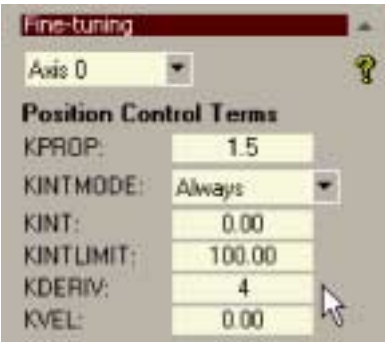 Fine-tuning
Axis 0
Position Control Terms
KPROP: 1.5
KINTMODE: Always
KINT: 0.00
KINTLIMIT: 100.00
KDERIV: 4
KVEL: 0.00